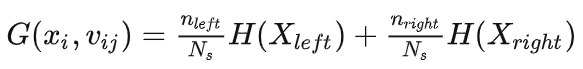 G(x_i, v_{ij}) = \frac{n_{left}}{N_s} H(X_{left}) + \frac{n_{right}}{N_s} H(X_{right})